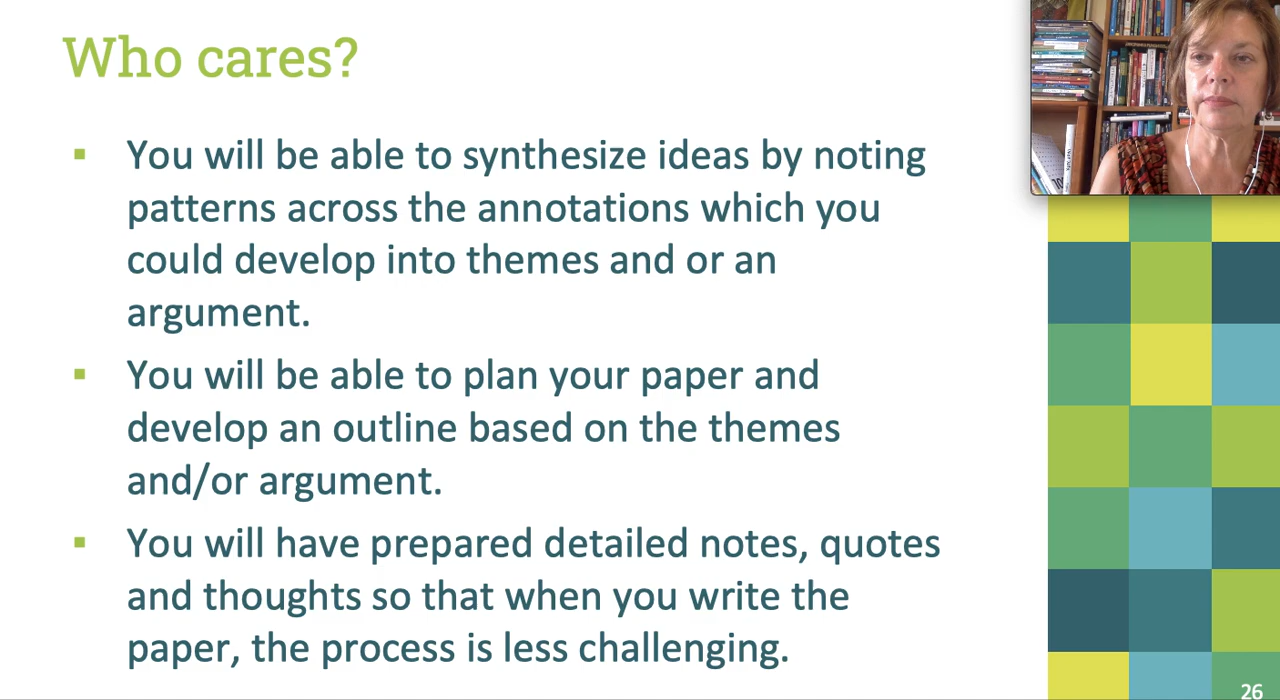 Who cares?
You will be able to synthesize ideas by noting
patterns across the annotations which you
could develop into themes and or an
argument.
You will be able to plan your paper and
develop an outline based on the themes
and/or argument.
You will have prepared detailed notes, quotes
and thoughts so that when you write the
paper, the process is less challenging.
26